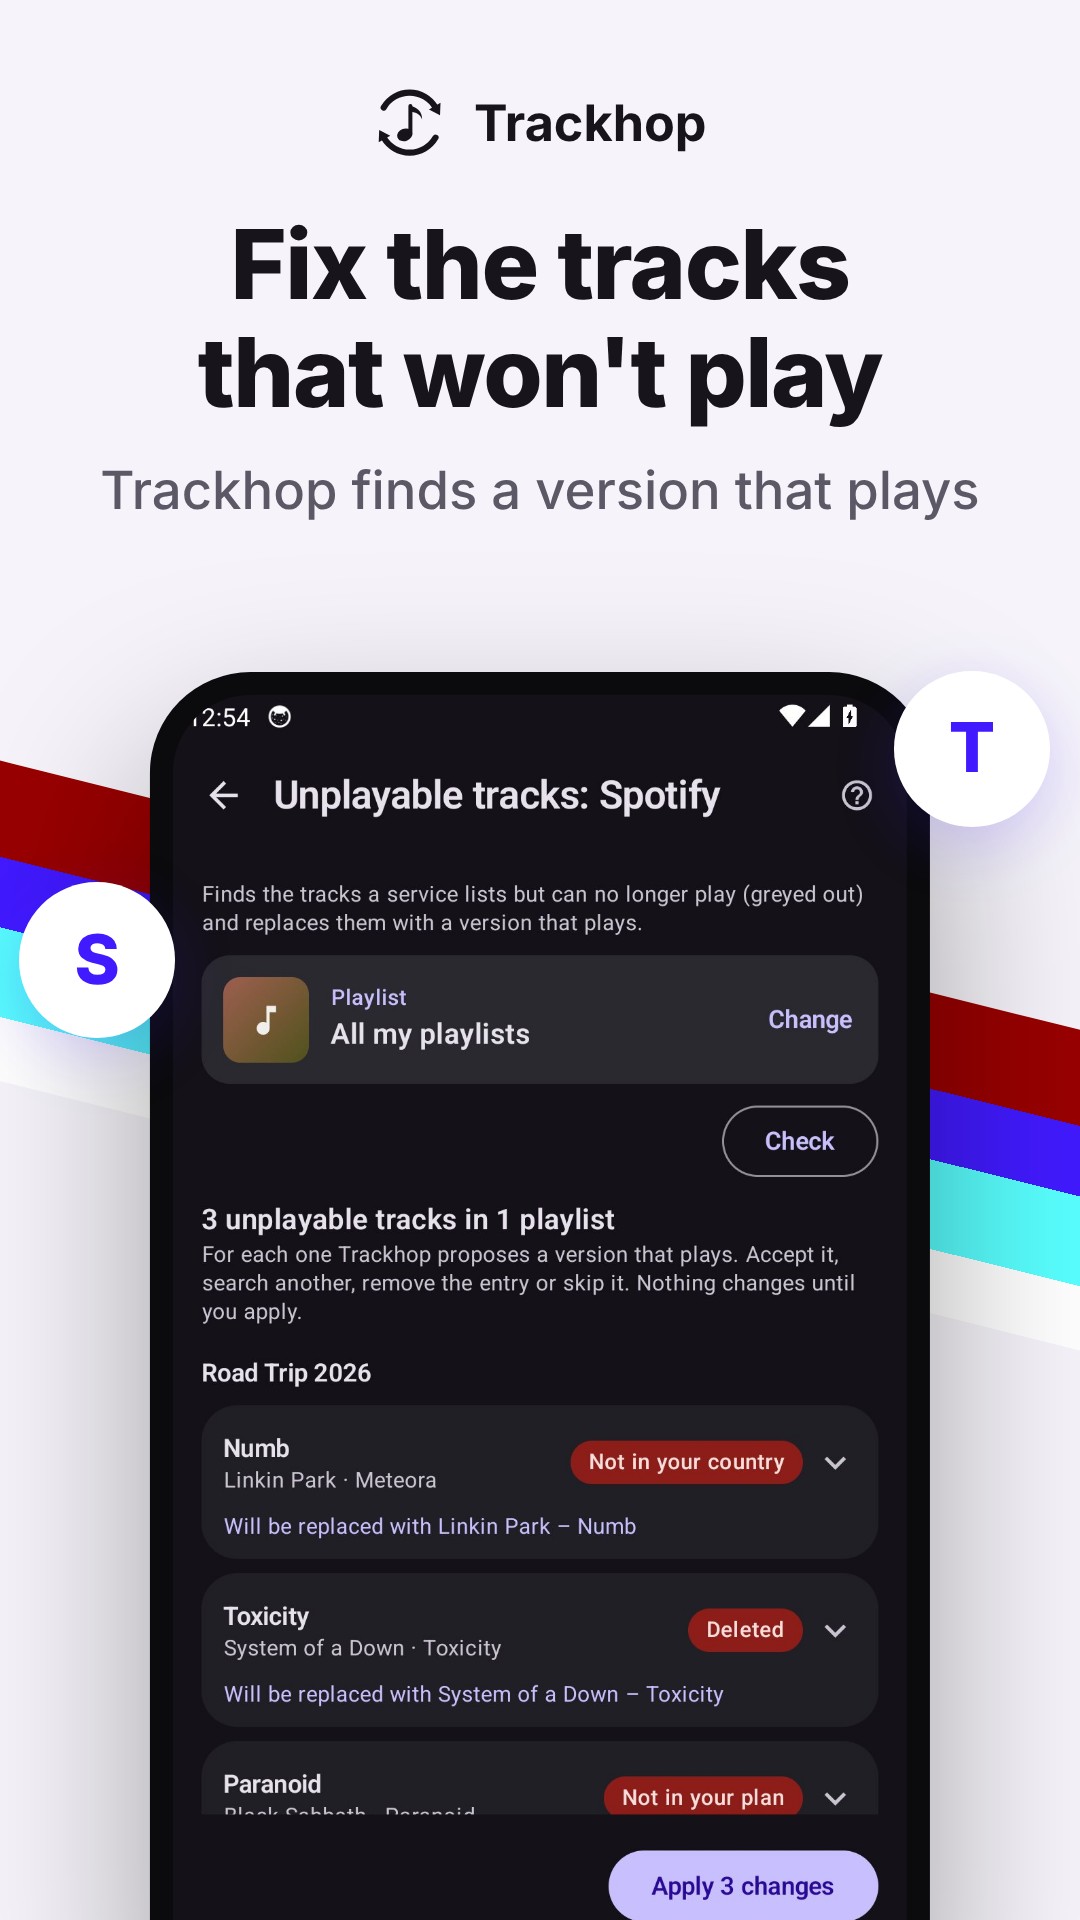 Trackhop
Fix the tracks
that won't play
Trackhop finds a version that plays
12:54
T
Unplayable tracks: Spotify
Finds the tracks a service lists but can no longer play (greyed out)
and replaces them with a version that plays.
S
Playlist
All my playlists
Change
Check
3 unplayable tracks in 1 playlist
For each one Trackhop proposes a version that plays. Accept it,
search another, remove the entry or skip it. Nothing changes until
you apply.
Road Trip 2026
Numb
Linkin Park · Meteora
Not in your country
Will be replaced with Linkin Park – Numb
Toxicity
System of a Down · Toxicity
Deleted
Will be replaced with System of a Down – Toxicity
Paranoid
Black Sabbath · Paranoid
Not in your plan
Apply 3 changes